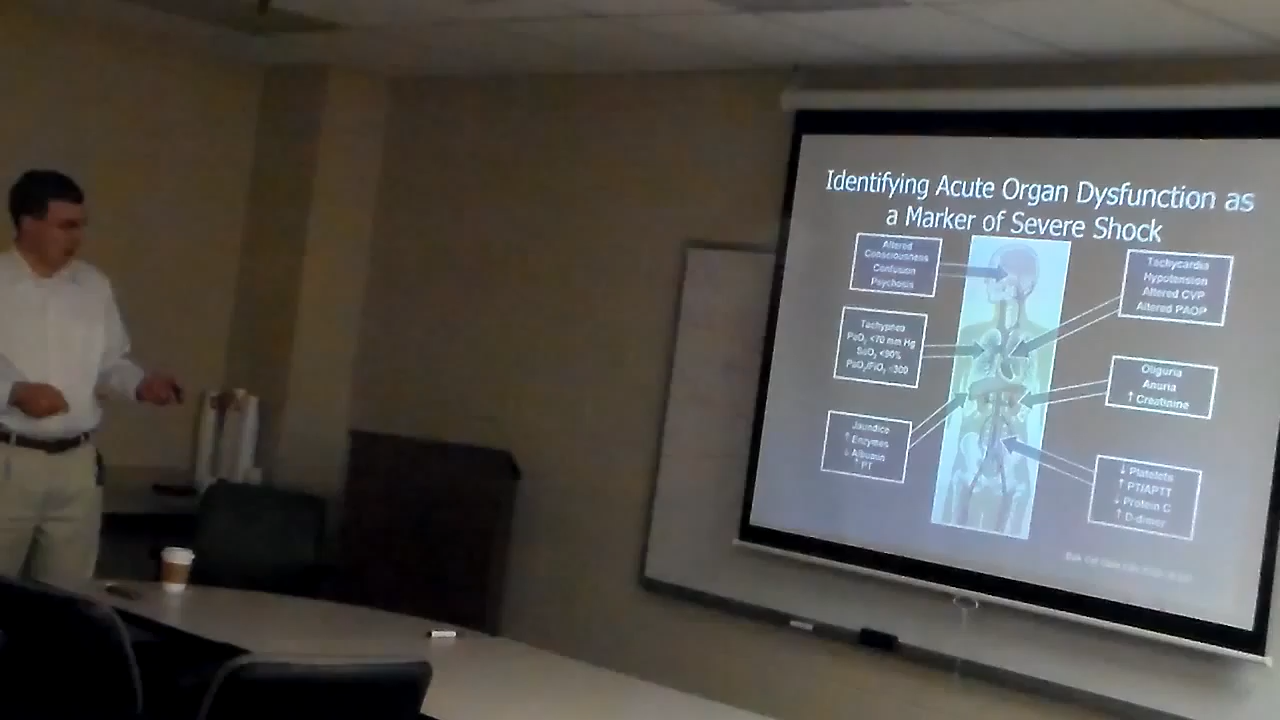 Identifying Acute Organ Dysfunction as
a Marker of Severe Shock
Altered
Consciousness
Confusion
Psychosis
Tachycardia
Hypotension
Altered CVP
Altered PAOP
Tachypnea
PaO₂ <70 mm Hg
SaO₂ <90%
PaO₂/FiO₂ ≤300
Oliguria
Anuria
↑ Creatinine
Jaundice
↑ Enzymes
↓ Albumin
↑ PT
↓ Platelets
↑ PT/APTT
↓ Protein C
↑ D-dimer